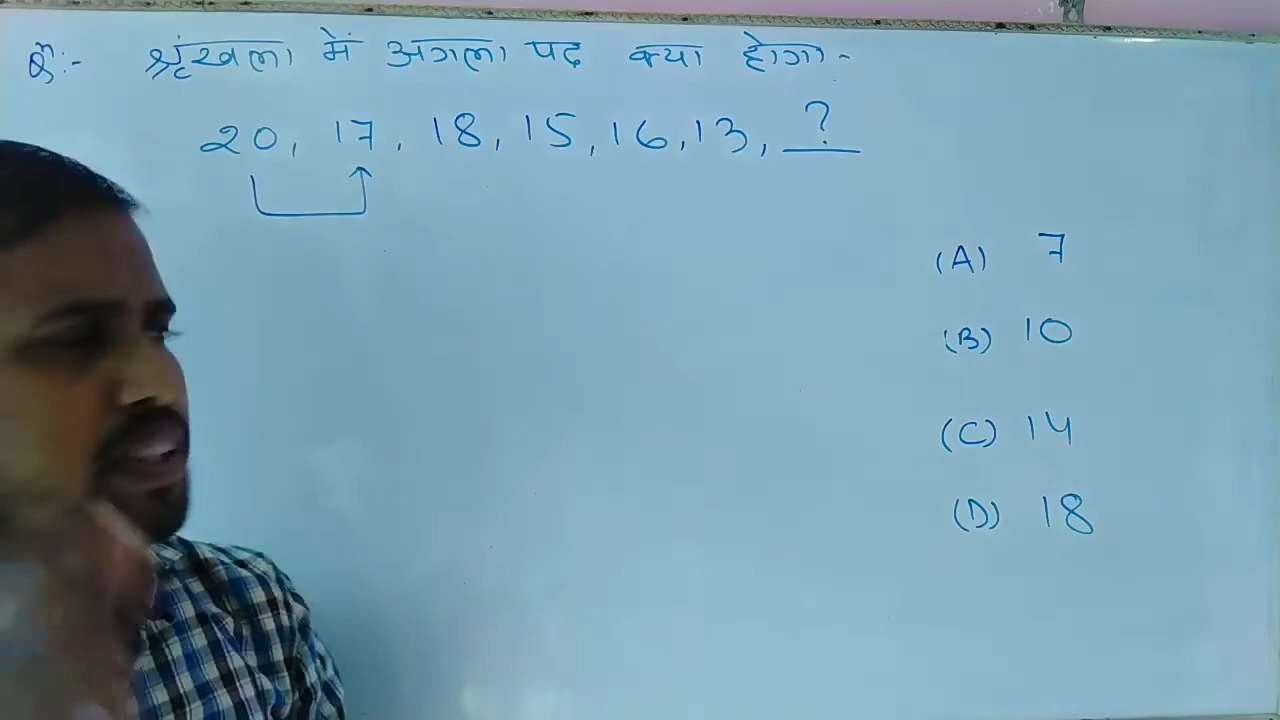 प्र:- श्रृंखला में अगला पद क्या होगा -
20, 17, 18, 15, 16, 13, ?
(A) 7
(B) 10
(C) 14
(D) 18